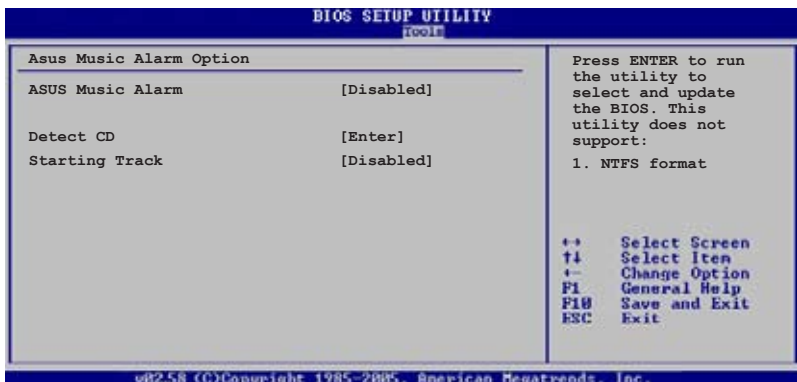 BIOS SETUP UTILITY
Tools
Asus Music Alarm Option
ASUS Music Alarm [Disabled]
Detect CD [Enter]
Starting Track [Disabled]
Press ENTER to run
the utility to
select and update
the BIOS. This
utility does not
support:
1. NTFS format
↔ Select Screen
↑↓ Select Item
←- Change Option
F1 General Help
F10 Save and Exit
ESC Exit
v02.58 (C)Copyright 1985-2005, American Megatrends, Inc.